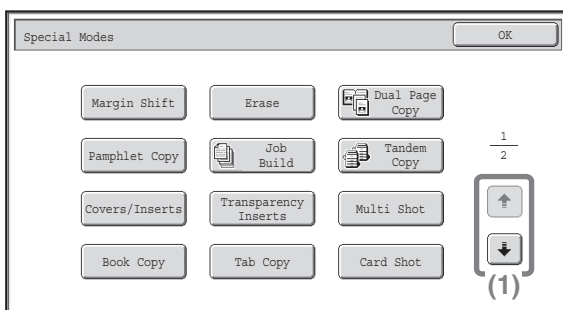 Special Modes
OK
Margin Shift
Erase
Dual Page
Copy
Pamphlet Copy
Job
Build
Tandem
Copy
1
2
Covers/Inserts
Transparency
Inserts
Multi Shot
Book Copy
Tab Copy
Card Shot
(1)